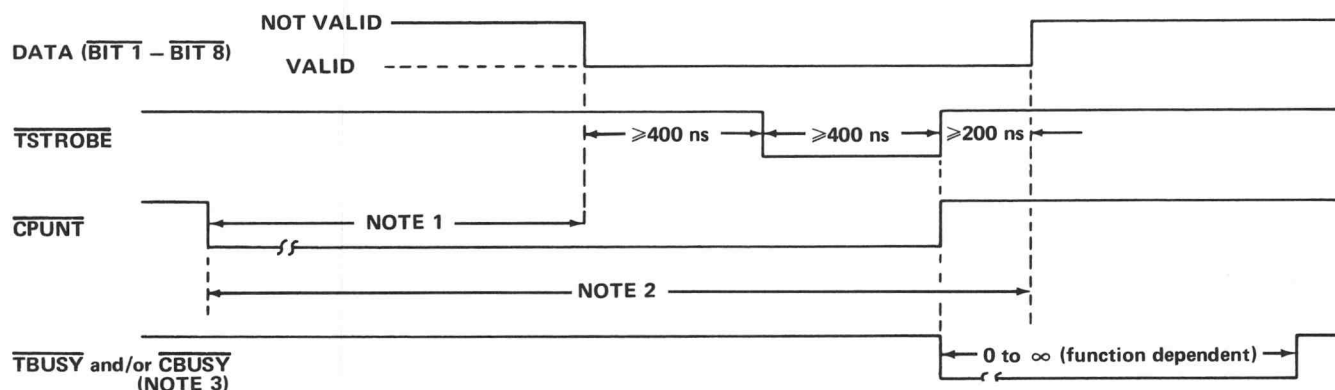 NOT VALID
DATA (BIT 1 – BIT 8)
VALID
TSTROBE
≥400 ns
≥400 ns
≥200 ns
CPUNT
NOTE 1
NOTE 2
TBUSY and/or CBUSY
(NOTE 3)
0 to ∞ (function dependent)